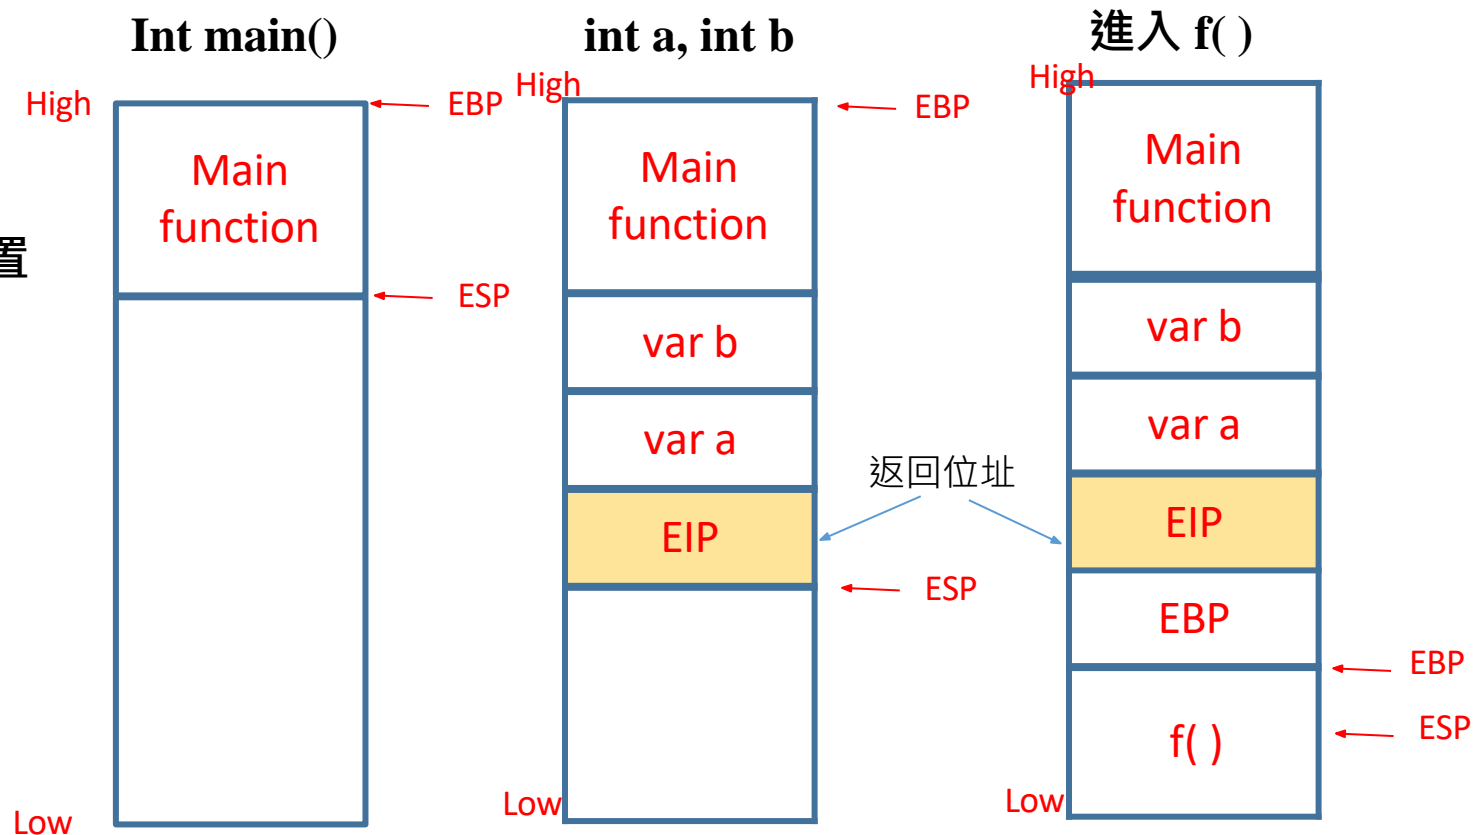 Int main()
High
EBP
Main
function
ESP
Low
置
int a, int b
High
EBP
Main
function
var b
var a
EIP
ESP
Low
返回位址
進入 f( )
High
Main
function
var b
var a
EIP
EBP
EBP
f( )
ESP
Low